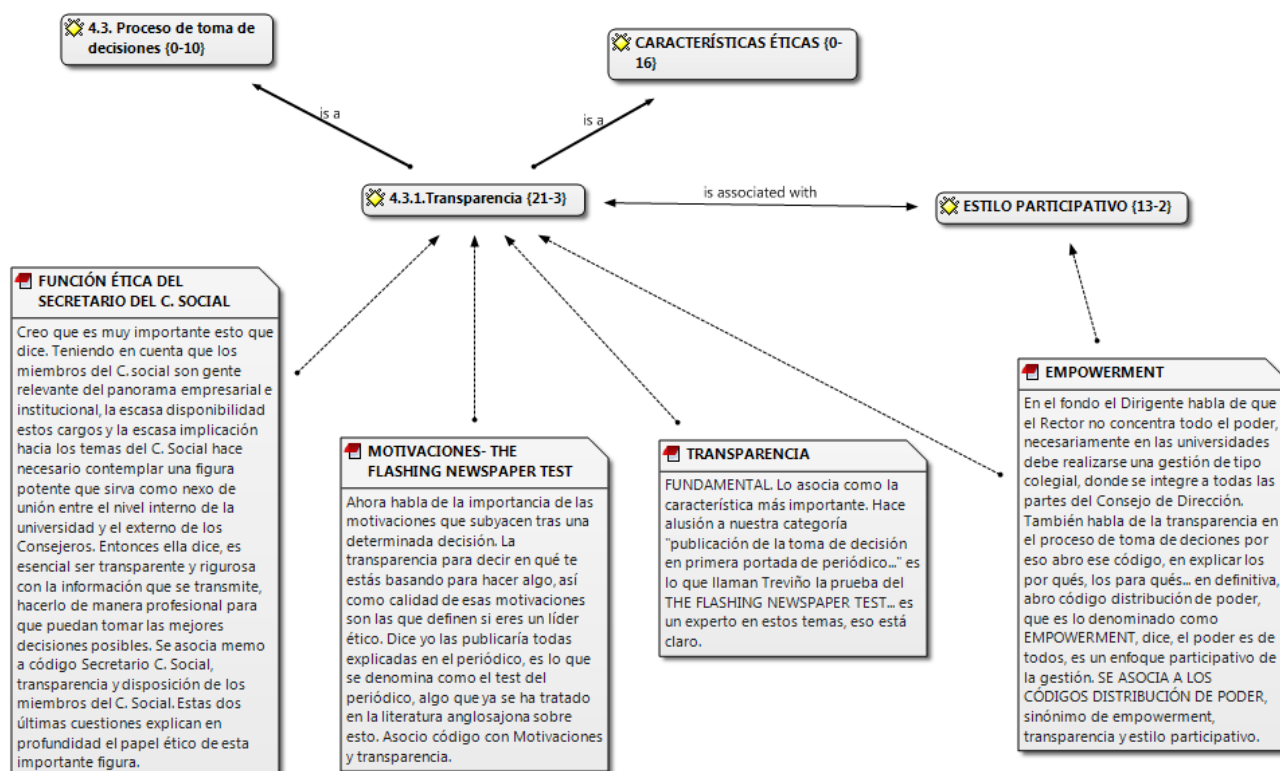 4.3. Proceso de toma de
decisiones {0-10}
CARACTERÍSTICAS ÉTICAS {0-
16}
is a
is a
4.3.1.Transparencia {21-3}
is associated with
ESTILO PARTICIPATIVO {13-2}
FUNCIÓN ÉTICA DEL
SECRETARIO DEL C. SOCIAL
Creo que es muy importante esto que
dice. Teniendo en cuenta que los
miembros del C. social son gente
relevante del panorama empresarial e
institucional, la escasa disponibilidad
estos cargos y la escasa implicación
hacia los temas del C. Social hace
necesario contemplar una figura
potente que sirva como nexo de
unión entre el nivel interno de la
universidad y el externo de los
Consejeros. Entonces ella dice, es
esencial ser transparente y rigurosa
con la información que se transmite,
hacerlo de manera profesional para
que puedan tomar las mejores
decisiones posibles. Se asocia memo
a código Secretario C. Social,
transparencia y disposición de los
miembros del C. Social. Estas dos
últimas cuestiones explican en
profundidad el papel ético de esta
importante figura.
MOTIVACIONES- THE
FLASHING NEWSPAPER TEST
Ahora habla de la importancia de las
motivaciones que subyacen tras una
determinada decisión. La
transparencia para decir en qué te
estás basando para hacer algo, así
como calidad de esas motivaciones
son las que definen si eres un líder
ético. Dice yo las publicaría todas
explicadas en el periódico, es lo que
se denomina como el test del
periódico, algo que ya se ha tratado
en la literatura anglosajona sobre
esto. Asocio código con Motivaciones
y transparencia.
TRANSPARENCIA
FUNDAMENTAL. Lo asocia como la
característica más importante. Hace
alusión a nuestra categoría
"publicación de la toma de decisión
en primera portada de periódico..." es
lo que llaman Treviño la prueba del
THE FLASHING NEWSPAPER TEST... es
un experto en estos temas, eso está
claro.
EMPOWERMENT
En el fondo el Dirigente habla de que
el Rector no concentra todo el poder,
necesariamente en las universidades
debe realizarse una gestión de tipo
colegial, donde se integre a todas las
partes del Consejo de Dirección.
También habla de la transparencia en
el proceso de toma de deciones por
eso abro ese código, en explicar los
por qués, los para qués... en definitiva,
abro código distribución de poder,
que es lo denominado como
EMPOWERMENT, dice, el poder es de
todos, es un enfoque participativo de
la gestión. SE ASOCIA A LOS
CÓDIGOS DISTRIBUCIÓN DE PODER,
sinónimo de empowerment,
transparencia y estilo participativo.